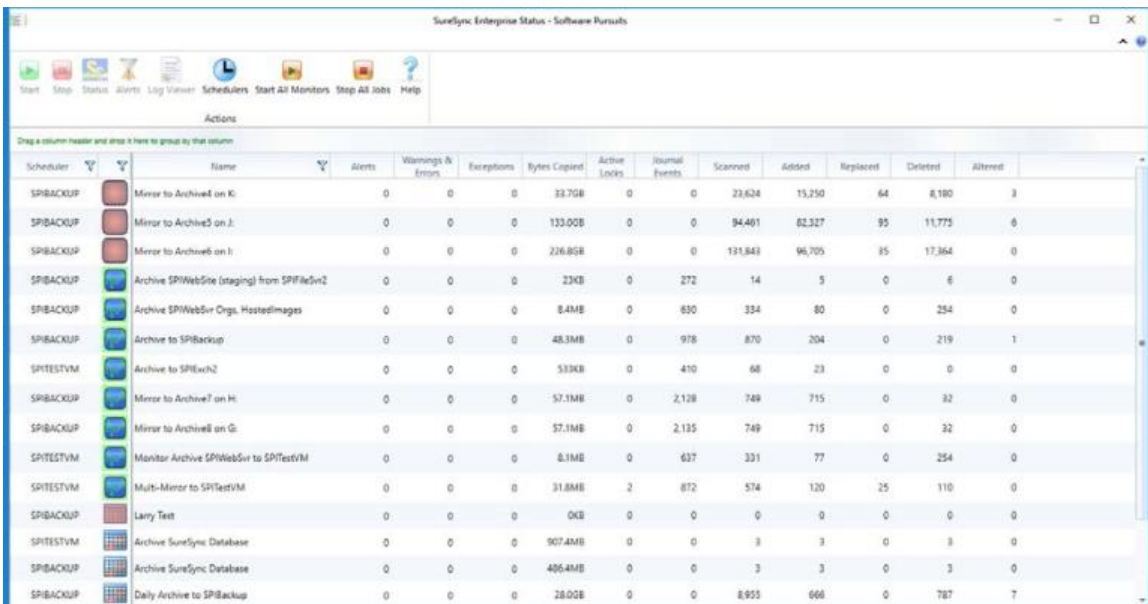 SureSync Enterprise Status - Software Pursuits
Start Stop Status Alerts Log Viewer Schedulers Start All Monitors Stop All Jobs Help
Actions
Drag a column header and drop it here to group by that column
Scheduler Name Alerts Warnings & Errors Exceptions Bytes Copied Active Locks Journal Events Scanned Added Replaced Deleted Altered
SPIBACKUP Mirror to Archive4 on K: 0 0 0 33.7GB 0 0 23,624 15,250 64 8,180 3
SPIBACKUP Mirror to Archive5 on J: 0 0 0 133.0GB 0 0 94,461 82,327 95 11,775 6
SPIBACKUP Mirror to Archive6 on I: 0 0 0 226.8GB 0 0 131,843 96,705 35 17,364 0
SPIBACKUP Archive SPIWebSite (staging) from SPIFileSvr2 0 0 0 23KB 0 272 14 5 0 6 0
SPIBACKUP Archive SPIWebSvr Orgs, HostedImages 0 0 0 8.4MB 0 630 334 80 0 254 0
SPIBACKUP Archive to SPIBackup 0 0 0 48.3MB 0 978 870 204 0 219 1
SPITESTVM Archive to SPIExch2 0 0 0 533KB 0 410 68 23 0 0 0
SPIBACKUP Mirror to Archive7 on H: 0 0 0 57.1MB 0 2,128 749 715 0 32 0
SPIBACKUP Mirror to Archive8 on G: 0 0 0 57.1MB 0 2,135 749 715 0 32 0
SPITESTVM Monitor Archive SPIWebSvr to SPITestVM 0 0 0 8.1MB 0 637 331 77 0 254 0
SPITESTVM Multi-Mirror to SPITestVM 0 0 0 31.8MB 2 872 574 120 25 110 0
SPIBACKUP Larry Test 0 0 0 0KB 0 0 0 0 0 0 0
SPITESTVM Archive SureSync Database 0 0 0 907.4MB 0 0 3 3 0 3 0
SPIBACKUP Archive SureSync Database 0 0 0 486.4MB 0 0 3 3 0 3 0
SPIBACKUP Daily Archive to SPIBackup 0 0 0 28.0GB 0 0 8,955 666 0 787 7